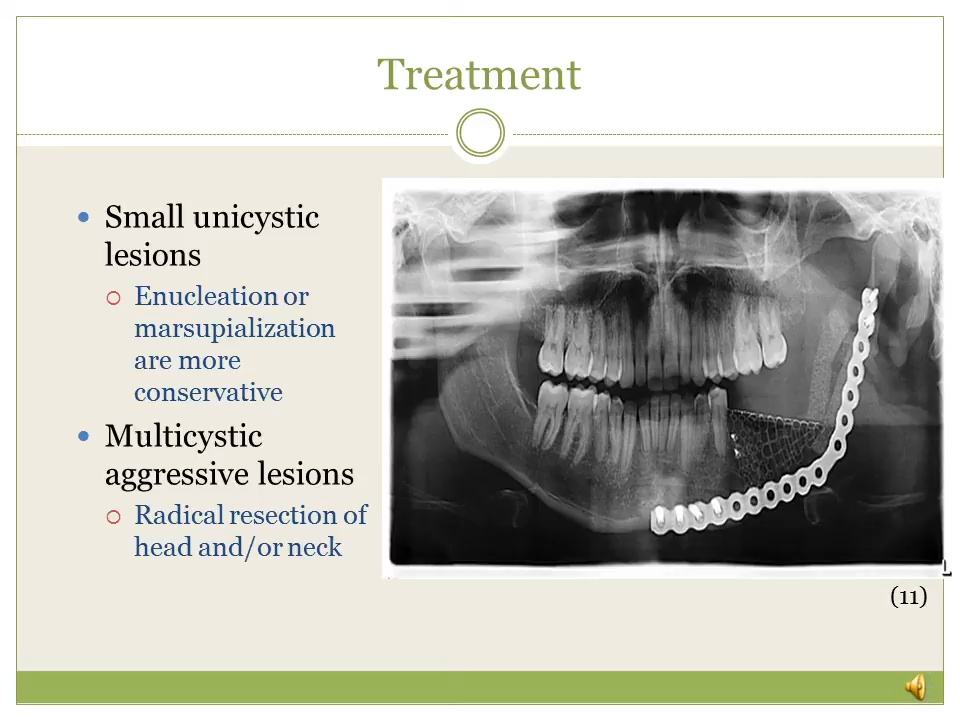 Treatment
Small unicystic
lesions
Enucleation or
marsupialization
are more
conservative
Multicystic
aggressive lesions
Radical resection of
head and/or neck
L
(11)